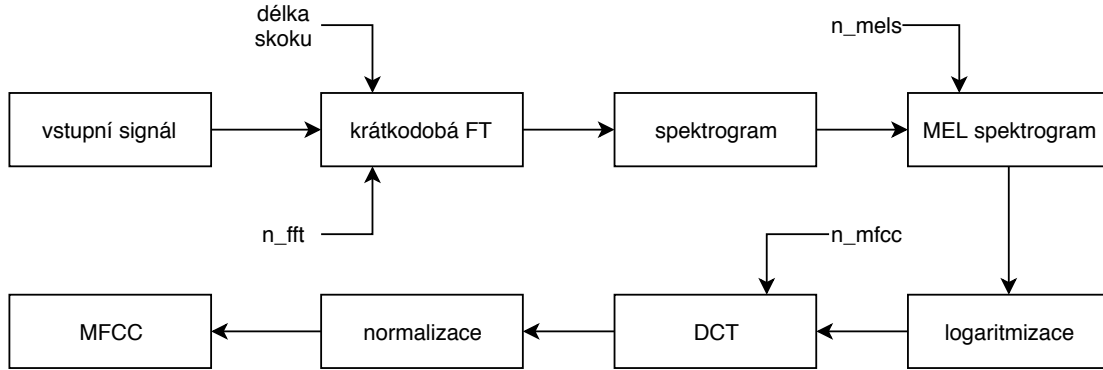 délka
skoku
n_mels
vstupní signál
krátkodobá FT
spektrogram
MEL spektrogram
n_fft
n_mfcc
MFCC
normalizace
DCT
logaritmizace